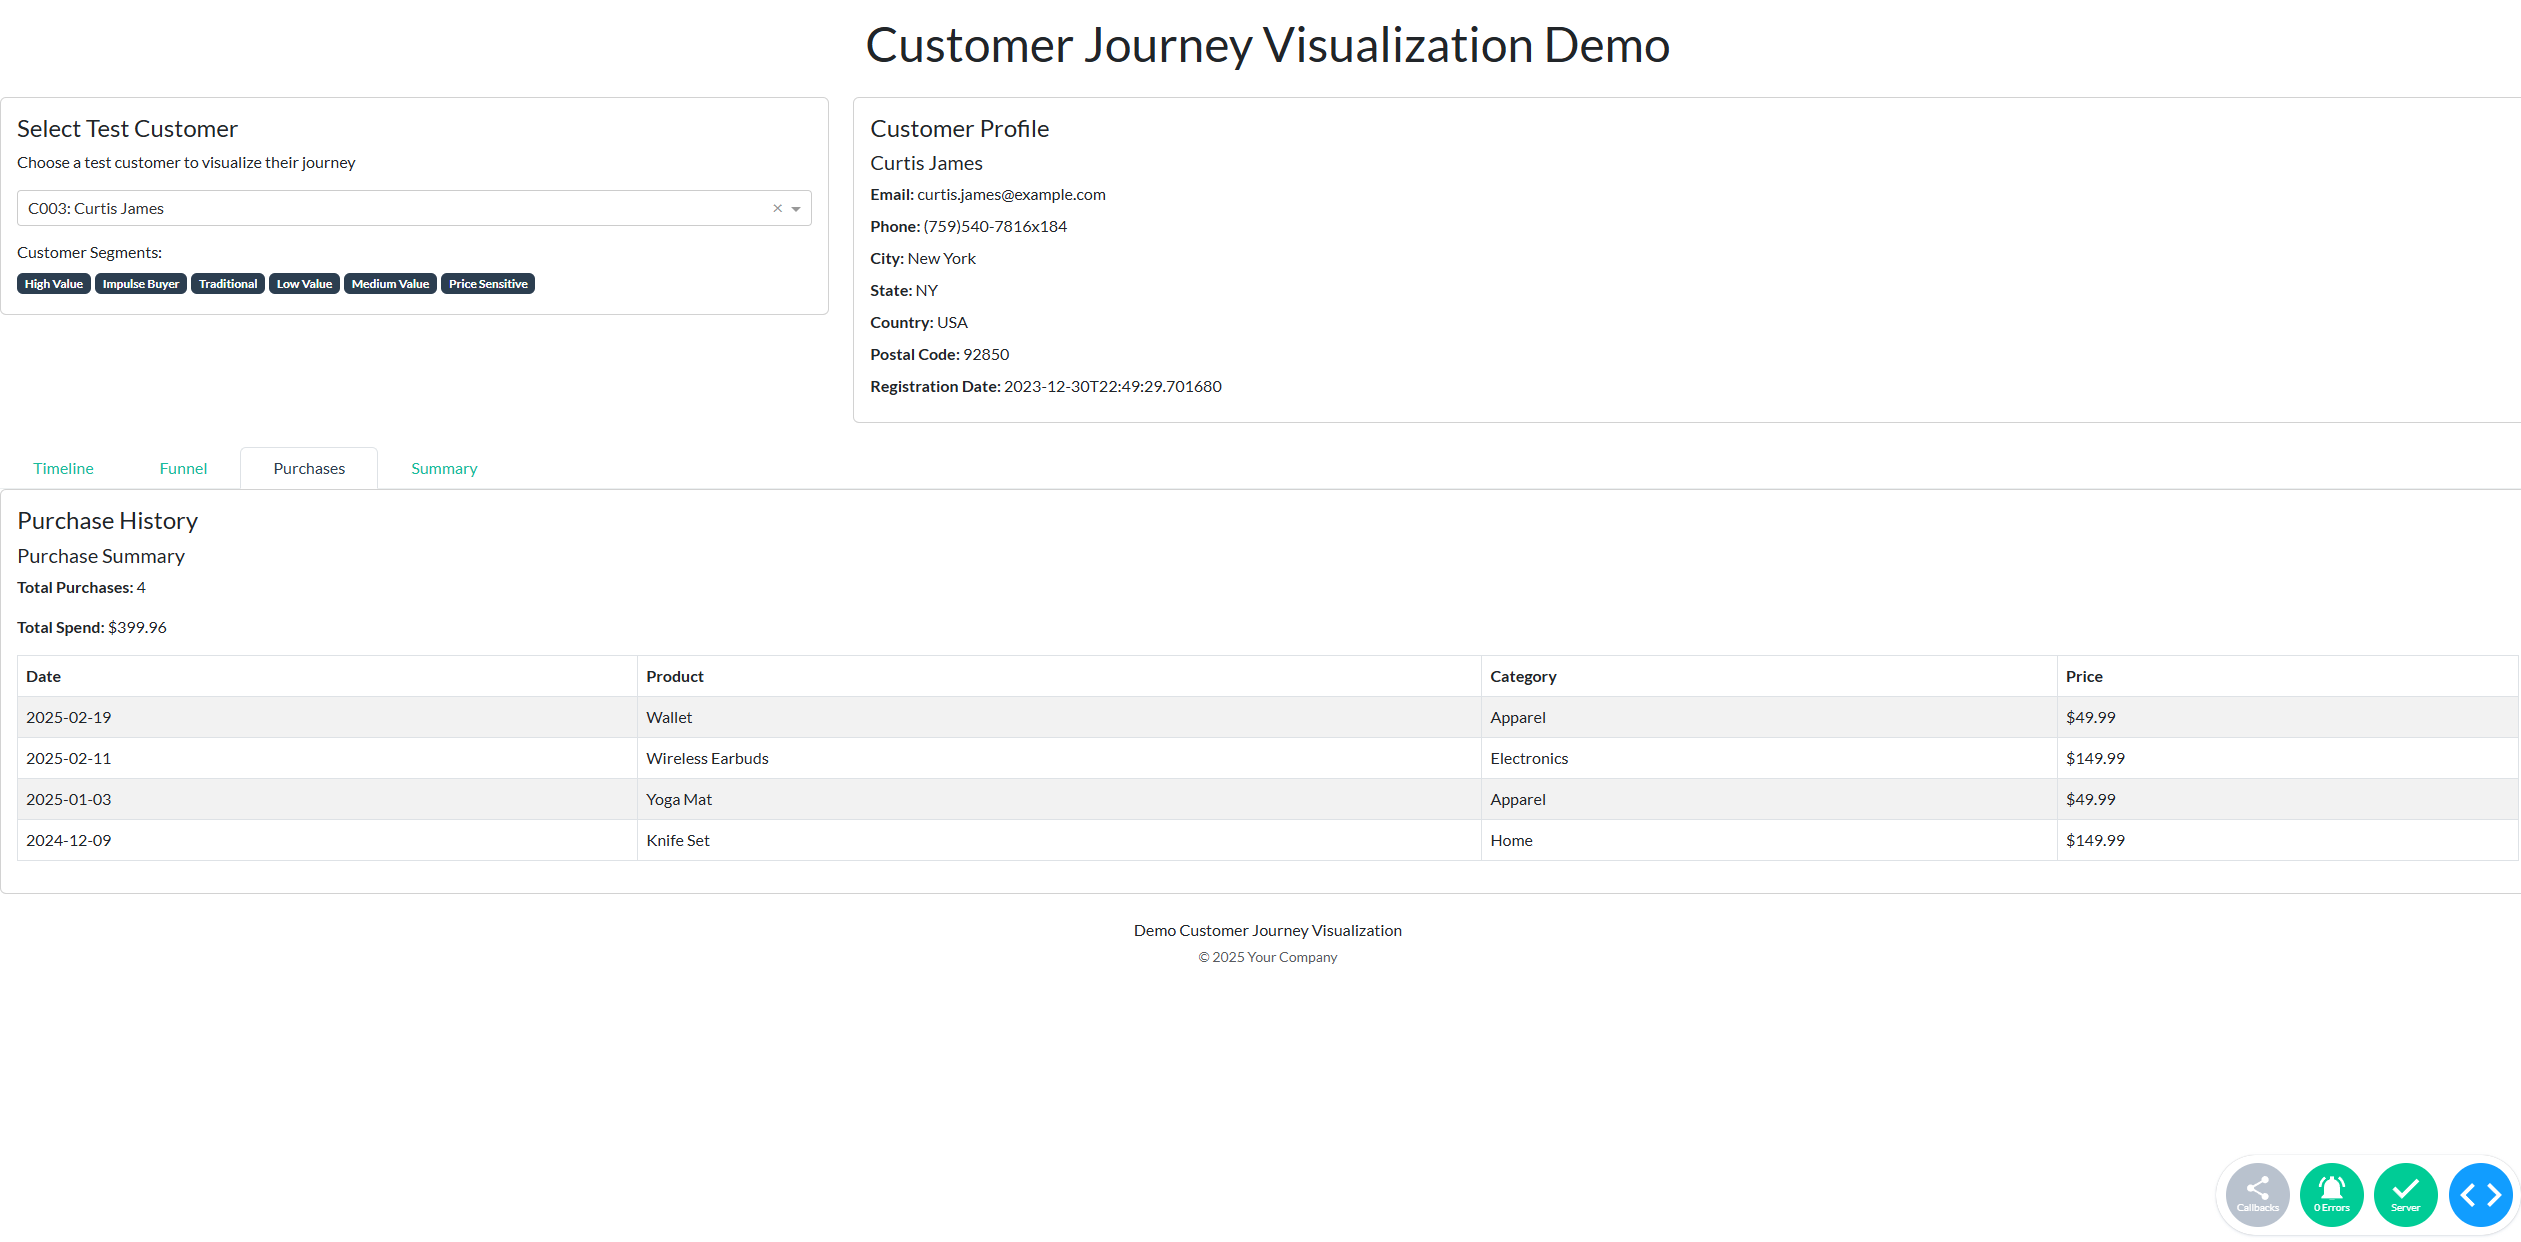 Customer Journey Visualization Demo
Select Test Customer
Choose a test customer to visualize their journey
C003: Curtis James
Customer Segments:
High Value Impulse Buyer Traditional Low Value Medium Value Price Sensitive
Customer Profile
Curtis James
Email: curtis.james@example.com
Phone: (759)540-7816x184
City: New York
State: NY
Country: USA
Postal Code: 92850
Registration Date: 2023-12-30T22:49:29.701680
Timeline Funnel Purchases Summary
Purchase History
Purchase Summary
Total Purchases: 4
Total Spend: $399.96
Date Product Category Price
2025-02-19 Wallet Apparel $49.99
2025-02-11 Wireless Earbuds Electronics $149.99
2025-01-03 Yoga Mat Apparel $49.99
2024-12-09 Knife Set Home $149.99
Demo Customer Journey Visualization
© 2025 Your Company
Callbacks 0 Errors Server